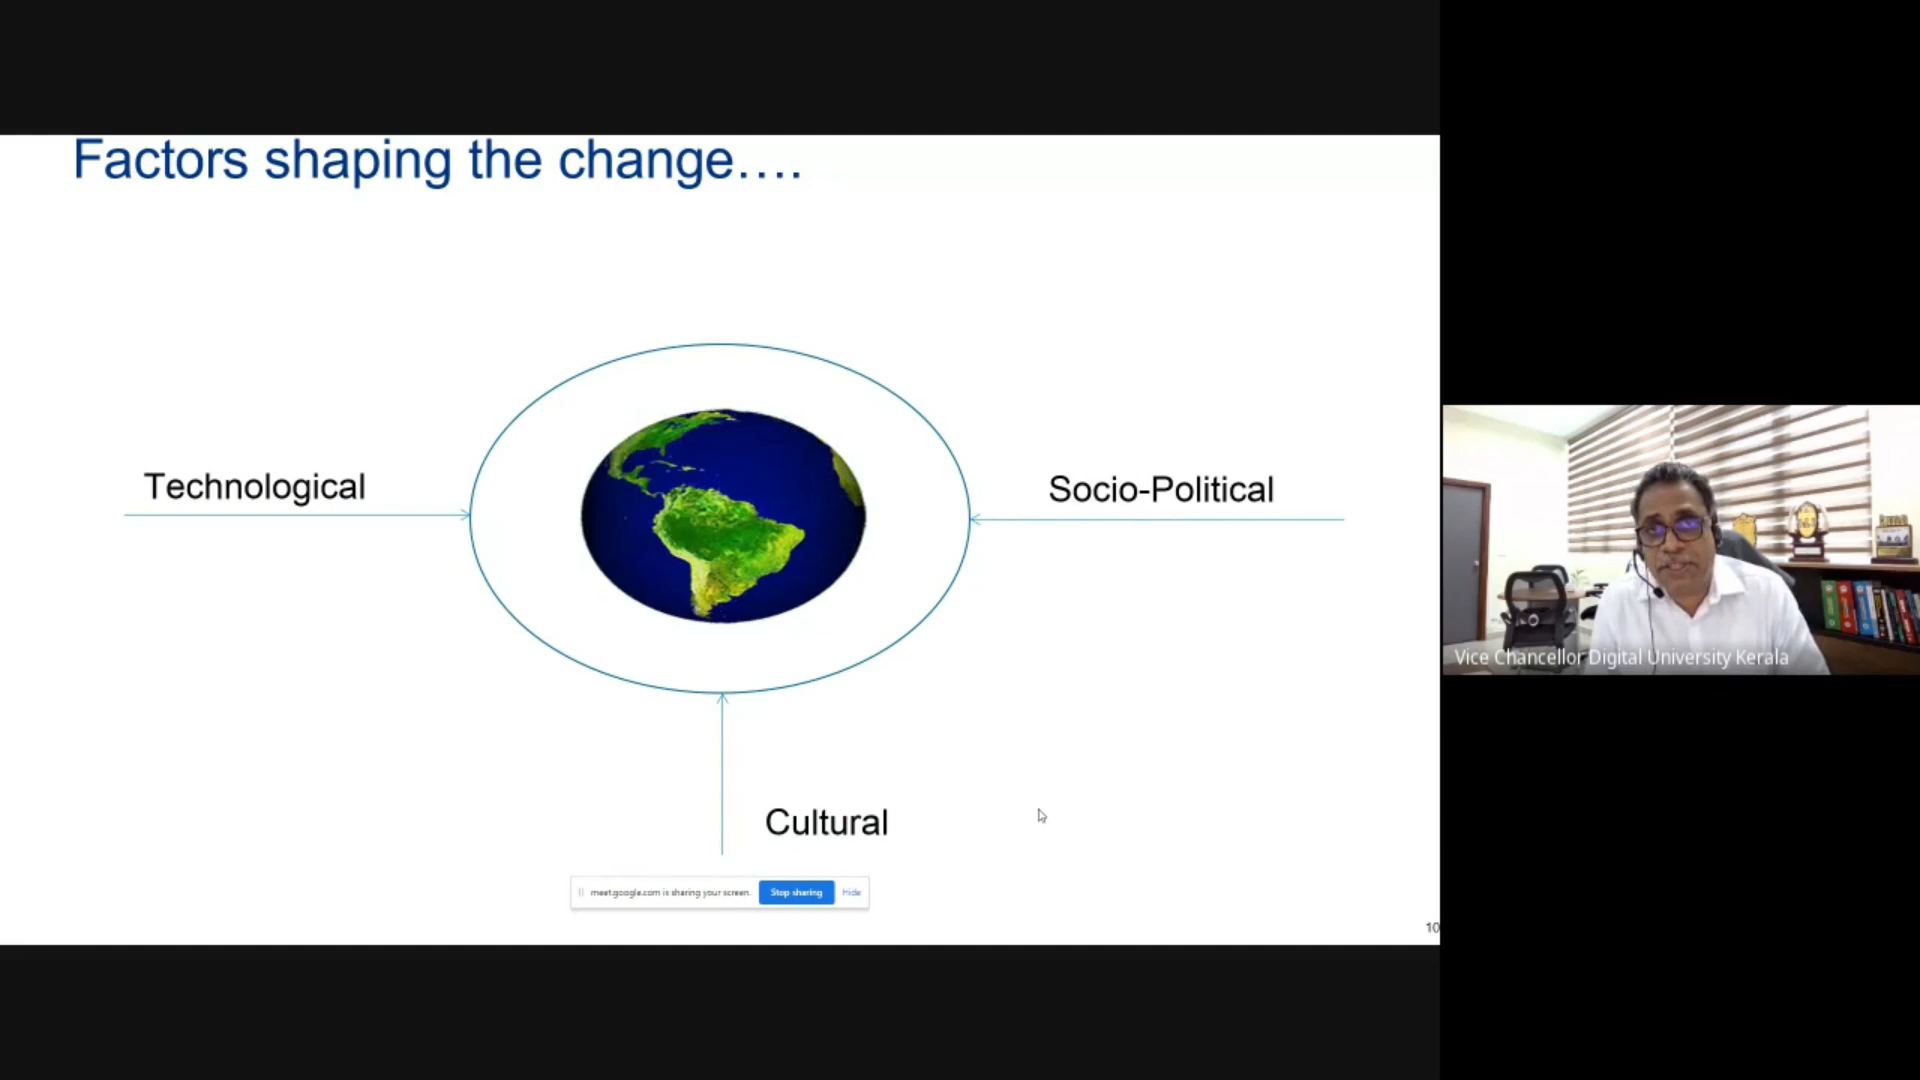 Factors shaping the change....
Technological
Socio-Political
Cultural
meet.google.com is sharing your screen.
Stop sharing
Hide
10
Vice Chancellor Digital University Kerala